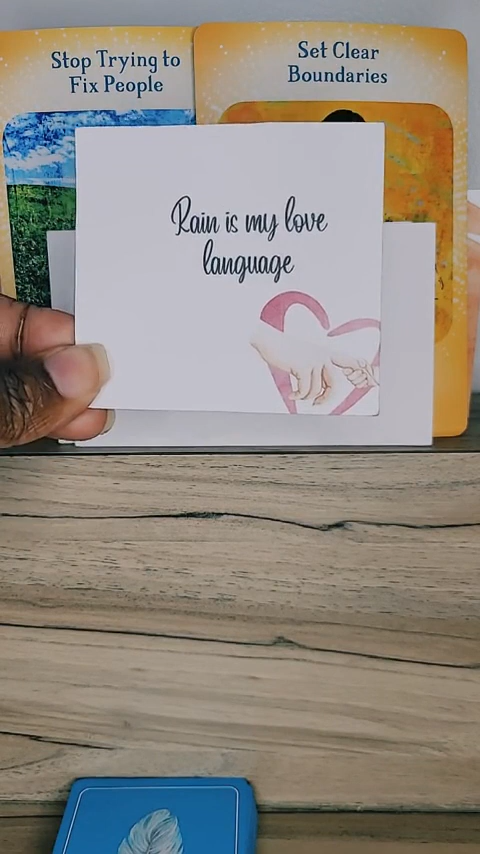 Stop Trying to
Fix People
Set Clear
Boundaries
Rain is my love
language